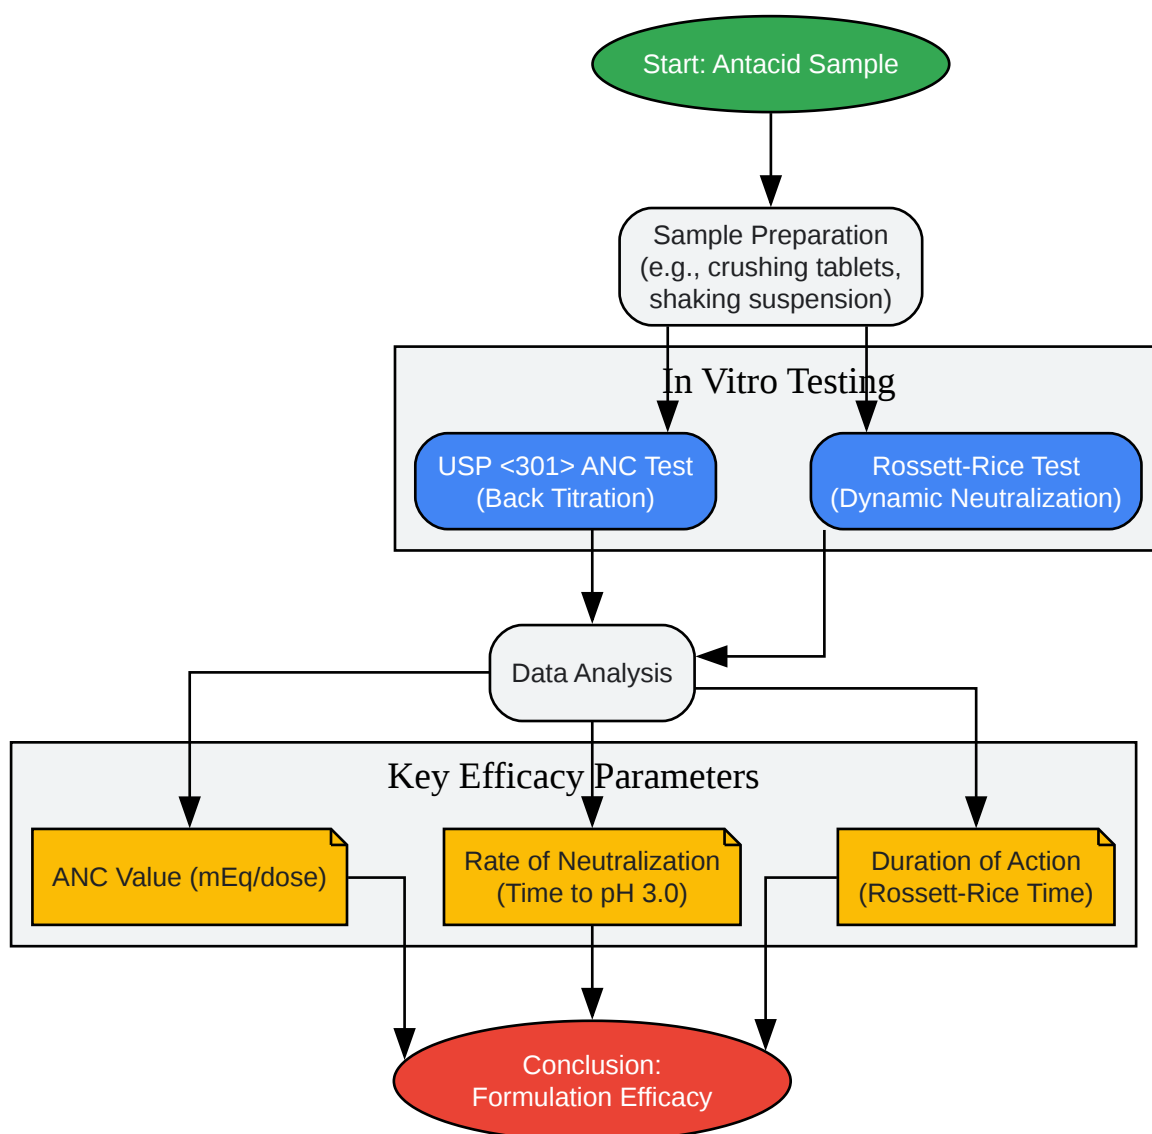 Start: Antacid Sample
Sample Preparation
(e.g., crushing tablets,
shaking suspension)
In Vitro Testing
USP <301> ANC Test
(Back Titration)
Rossett-Rice Test
(Dynamic Neutralization)
Data Analysis
Key Efficacy Parameters
ANC Value (mEq/dose)
Rate of Neutralization
(Time to pH 3.0)
Duration of Action
(Rossett-Rice Time)
Conclusion:
Formulation Efficacy